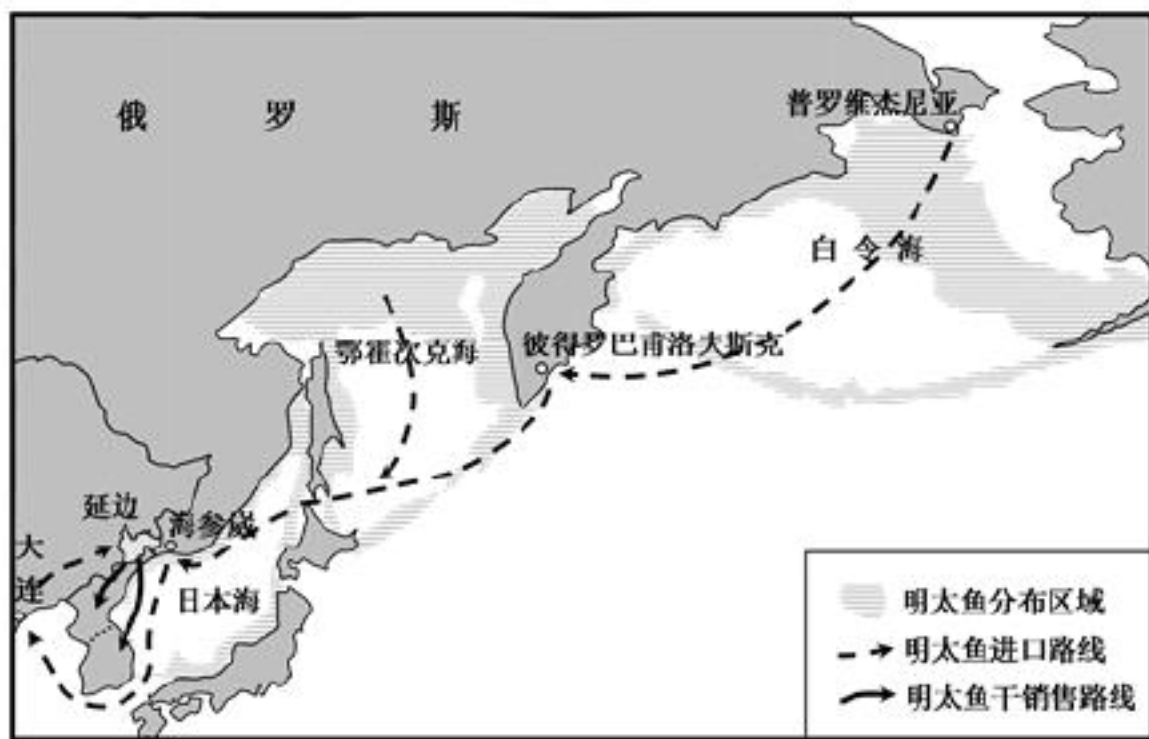 俄罗斯
普罗维杰尼亚
白令海
鄂霍次克海
彼得罗巴甫洛夫斯克
延边
海参崴
大连
日本海
明太鱼分布区域
明太鱼进口路线
明太鱼干销售路线